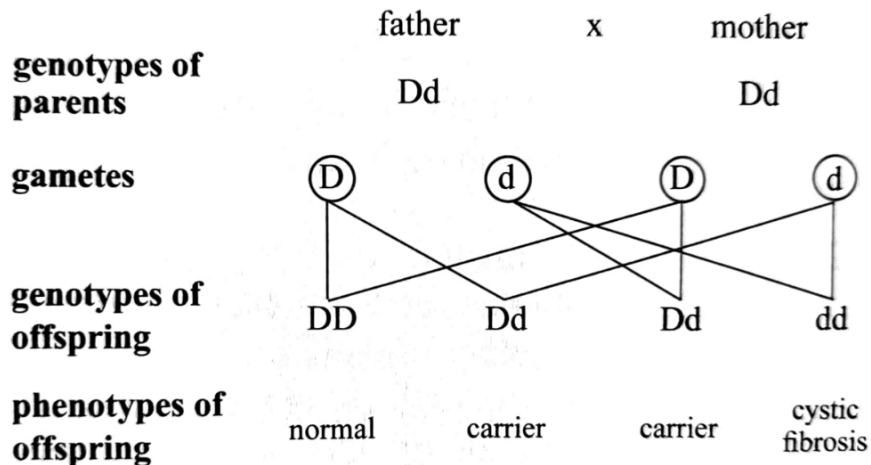 father x mother
genotypes of
parents
Dd Dd
gametes D d D d
genotypes of
offspring
DD Dd Dd dd
phenotypes of
offspring
normal carrier carrier cystic
fibrosis